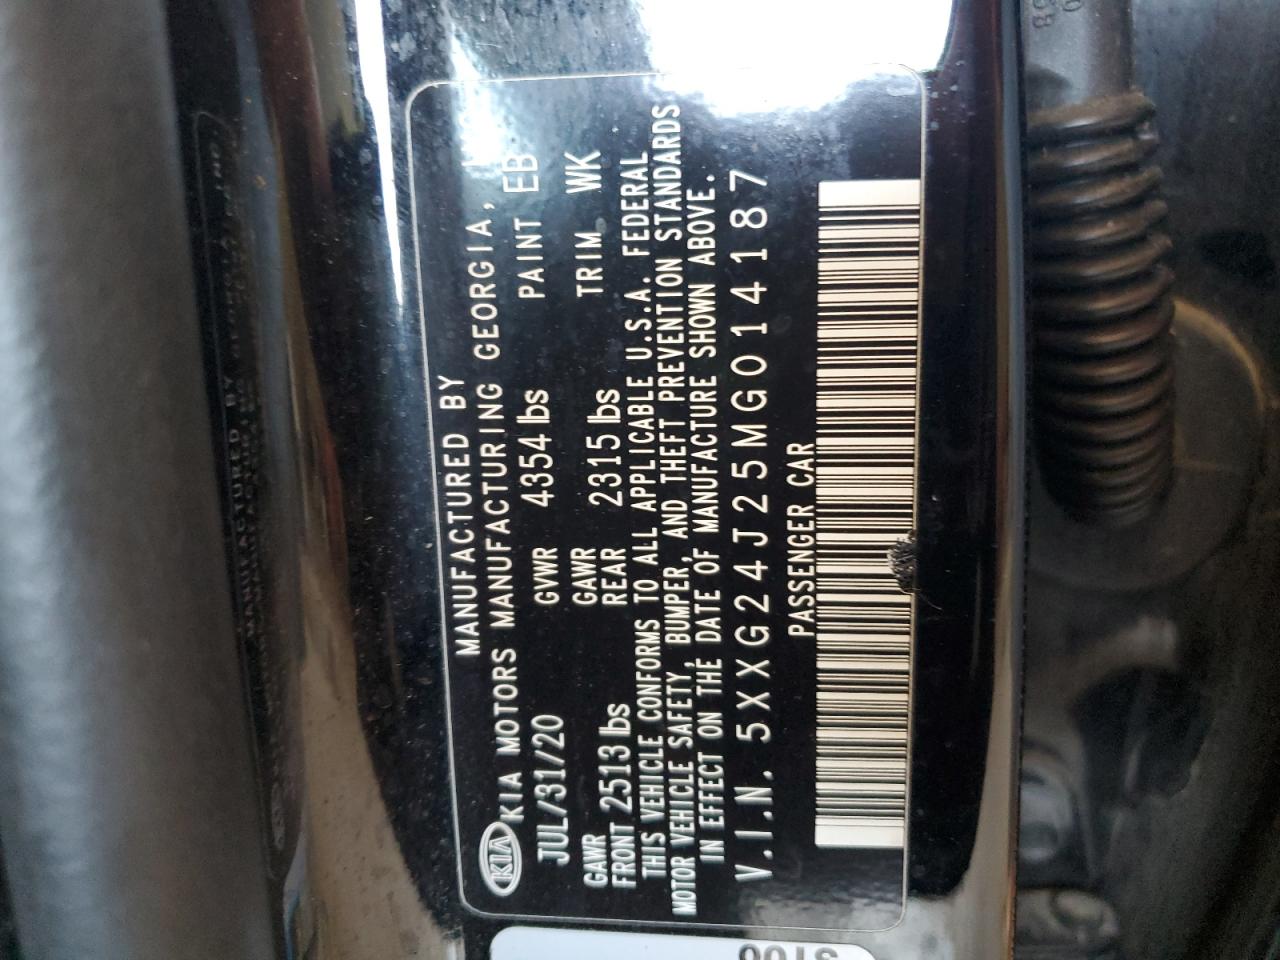 MANUFACTURED BY
KIA KIA MOTORS MANUFACTURING GEORGIA,
JUL/31/20 GVWR 4354 lbs PAINT EB
GAWR FRONT 2513 lbs GAWR REAR 2315 lbs TRIM WK
THIS VEHICLE CONFORMS TO ALL APPLICABLE U.S.A. FEDERAL
MOTOR VEHICLE SAFETY, BUMPER, AND THEFT PREVENTION STANDARDS
IN EFFECT ON THE DATE OF MANUFACTURE SHOWN ABOVE.
V.I.N. 5XXG24J25MG014187
PASSENGER CAR